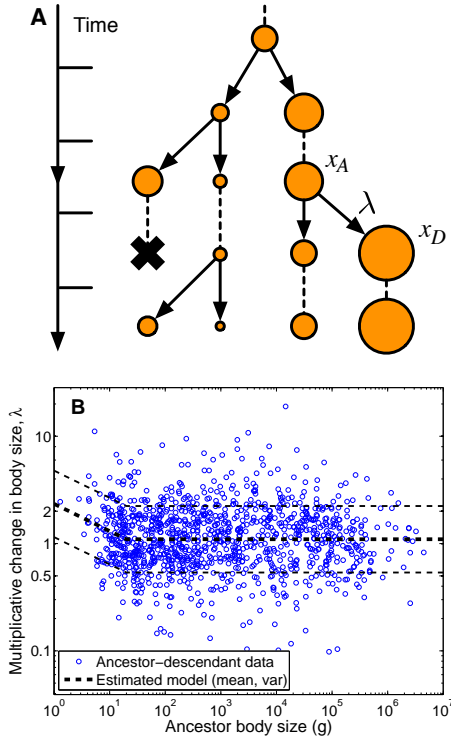 A
Time
x_A
λ
x_D
B
Multiplicative change in body size, λ
10
2
1
0.5
0.1
Ancestor-descendant data
Estimated model (mean, var)
10^0 10^1 10^2 10^3 10^4 10^5 10^6 10^7
Ancestor body size (g)